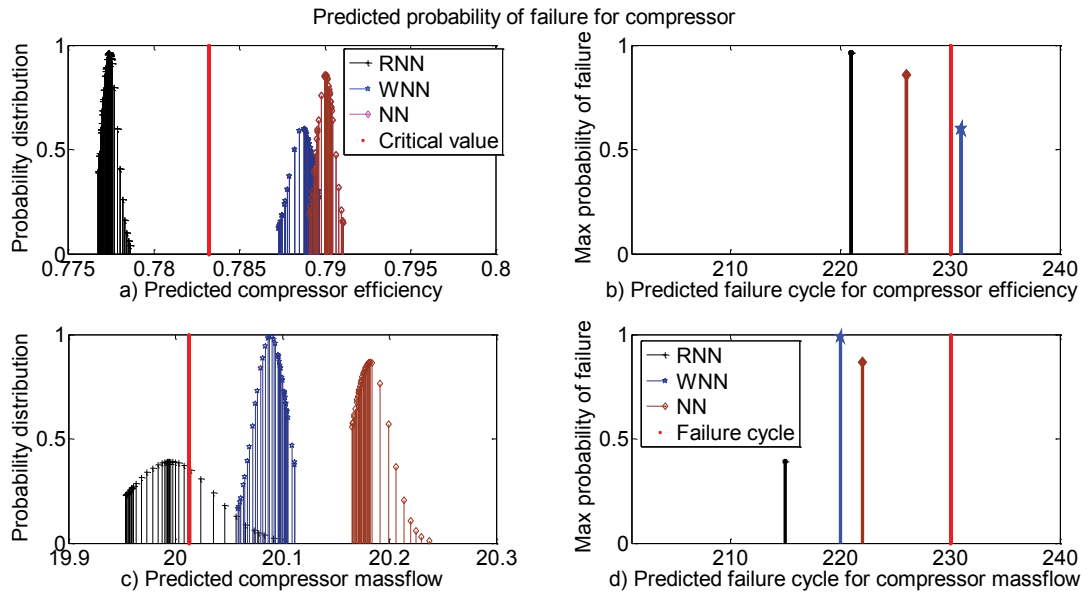 Predicted probability of failure for compressor
Probability distribution
1
0.5
0
0.775
0.78
0.785
0.79
0.795
0.8
RNN
WNN
NN
Critical value
a) Predicted compressor efficiency
Max probability of failure
1
0.5
0
210
220
230
240
b) Predicted failure cycle for compressor efficiency
Probability distribution
1
0.5
0
19.9
20
20.1
20.2
20.3
c) Predicted compressor massflow
Max probability of failure
1
0.5
0
210
220
230
240
RNN
WNN
NN
Failure cycle
d) Predicted failure cycle for compressor massflow